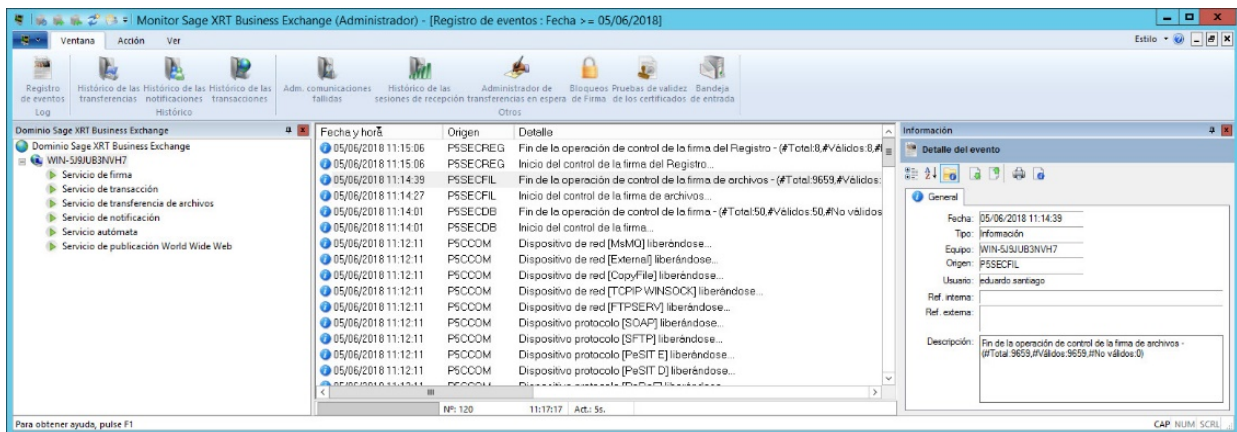 Monitor Sage XRT Business Exchange (Administrador) - [Registro de eventos : Fecha >= 05/06/2018]
Ventana Acción Ver Estilo
Registro de eventos
Histórico de las transferencias
Histórico de las notificaciones
Histórico de las transacciones
Adm. comunicaciones fallidas
Histórico de las sesiones de recepción
Administrador de transferencias en espera
Bloqueos de Firma
Pruebas de validez de los certificados
Bandeja de entrada
Log Histórico Otros
Dominio Sage XRT Business Exchange
Dominio Sage XRT Business Exchange
WIN-5J9JUB3NVH7
Servicio de firma
Servicio de transacción
Servicio de transferencia de archivos
Servicio de notificación
Servicio autómata
Servicio de publicación World Wide Web
Fecha y hora Origen Detalle
05/06/2018 11:15:06 P5SECREG Fin de la operación de control de la firma del Registro - (#Total:8,#Válidos:8,#
05/06/2018 11:15:06 P5SECREG Inicio del control de la firma del Registro...
05/06/2018 11:14:39 P5SECFIL Fin de la operación de control de la firma de archivos - (#Total:9659,#Válidos:
05/06/2018 11:14:27 P5SECFIL Inicio del control de la firma de archivos...
05/06/2018 11:14:01 P5SECDB Fin de la operación de control de la firma - (#Total:50,#Válidos:50,#No válidos
05/06/2018 11:14:01 P5SECDB Inicio del control de la firma...
05/06/2018 11:12:11 P5CCOM Dispositivo de red [MsMQ] liberándose...
05/06/2018 11:12:11 P5CCOM Dispositivo de red [External] liberándose...
05/06/2018 11:12:11 P5CCOM Dispositivo de red [CopyFile] liberándose...
05/06/2018 11:12:11 P5CCOM Dispositivo de red [TCPIP WINSOCK] liberándose...
05/06/2018 11:12:11 P5CCOM Dispositivo de red [FTPSERV] liberándose...
05/06/2018 11:12:11 P5CCOM Dispositivo protocolo [SOAP] liberándose...
05/06/2018 11:12:11 P5CCOM Dispositivo protocolo [SFTP] liberándose...
05/06/2018 11:12:11 P5CCOM Dispositivo protocolo [PeSIT E] liberándose...
05/06/2018 11:12:11 P5CCOM Dispositivo protocolo [PeSIT D] liberándose...
Nº: 120 11:17:17 Act.: 5s.
Información
Detalle del evento
General
Fecha: 05/06/2018 11:14:39
Tipo: Información
Equipo: WIN-5J9JUB3NVH7
Origen: P5SECFIL
Usuario: eduardo santiago
Ref. interna:
Ref. externa:
Descripción: Fin de la operación de control de la firma de archivos -
(#Total:9659,#Válidos:9659,#No válidos:0)
Para obtener ayuda, pulse F1
CAP NUM SCRL